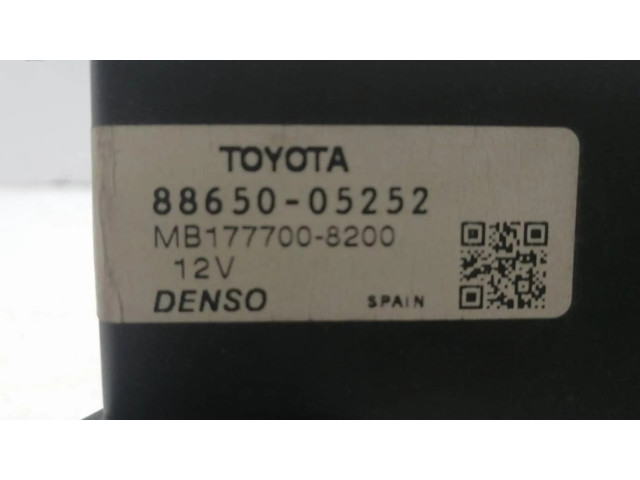 TOYOTA
88650-05252
MB177700-8200
12V
DENSO SPAIN